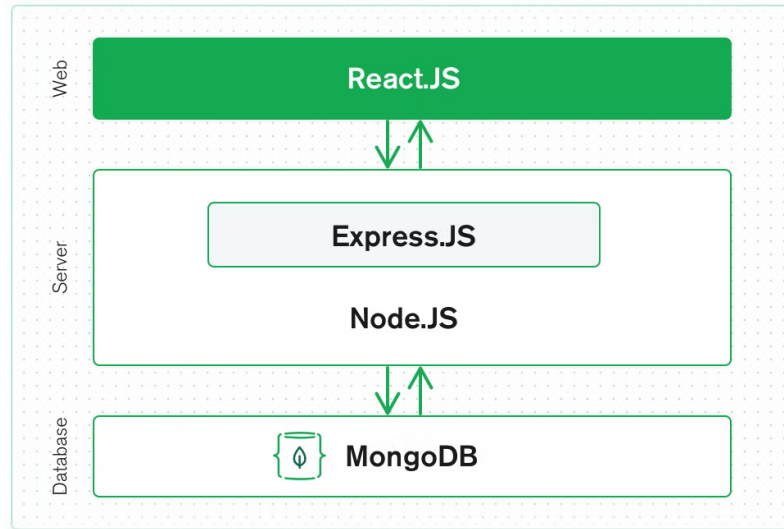 Web
React.JS
Server
Express.JS
Node.JS
Database
MongoDB